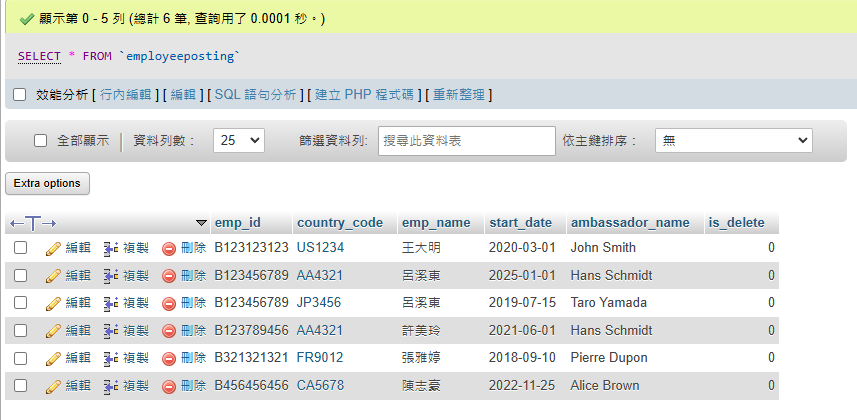 顯示第 0 - 5 列 (總計 6 筆, 查詢用了 0.0001 秒。)
SELECT * FROM `employeeposting`
效能分析 [ 行內編輯 ] [ 編輯 ] [ SQL 語句分析 ] [ 建立 PHP 程式碼 ] [ 重新整理 ]
全部顯示 資料列數： 25 篩選資料列: 搜尋此資料表 依主鍵排序： 無
Extra options
emp_id country_code emp_name start_date ambassador_name is_delete
編輯 複製 刪除 B123123123 US1234 王大明 2020-03-01 John Smith 0
編輯 複製 刪除 B123456789 AA4321 呂溪東 2025-01-01 Hans Schmidt 0
編輯 複製 刪除 B123456789 JP3456 呂溪東 2019-07-15 Taro Yamada 0
編輯 複製 刪除 B123789456 AA4321 許美玲 2021-06-01 Hans Schmidt 0
編輯 複製 刪除 B321321321 FR9012 張雅婷 2018-09-10 Pierre Dupon 0
編輯 複製 刪除 B456456456 CA5678 陳志豪 2022-11-25 Alice Brown 0